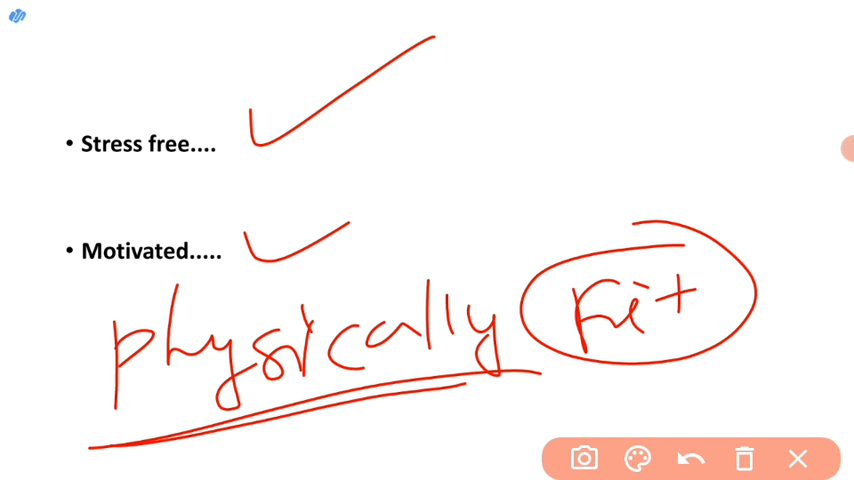 • Stress free....
• Motivated.....
physically Fit